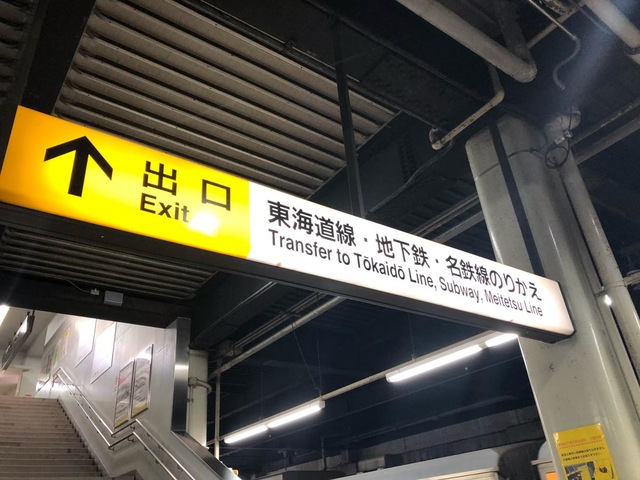 出口
Exit
東海道線・地下鉄・名鉄線のりかえ
Transfer to Tōkaidō Line, Subway, Meitetsu Line